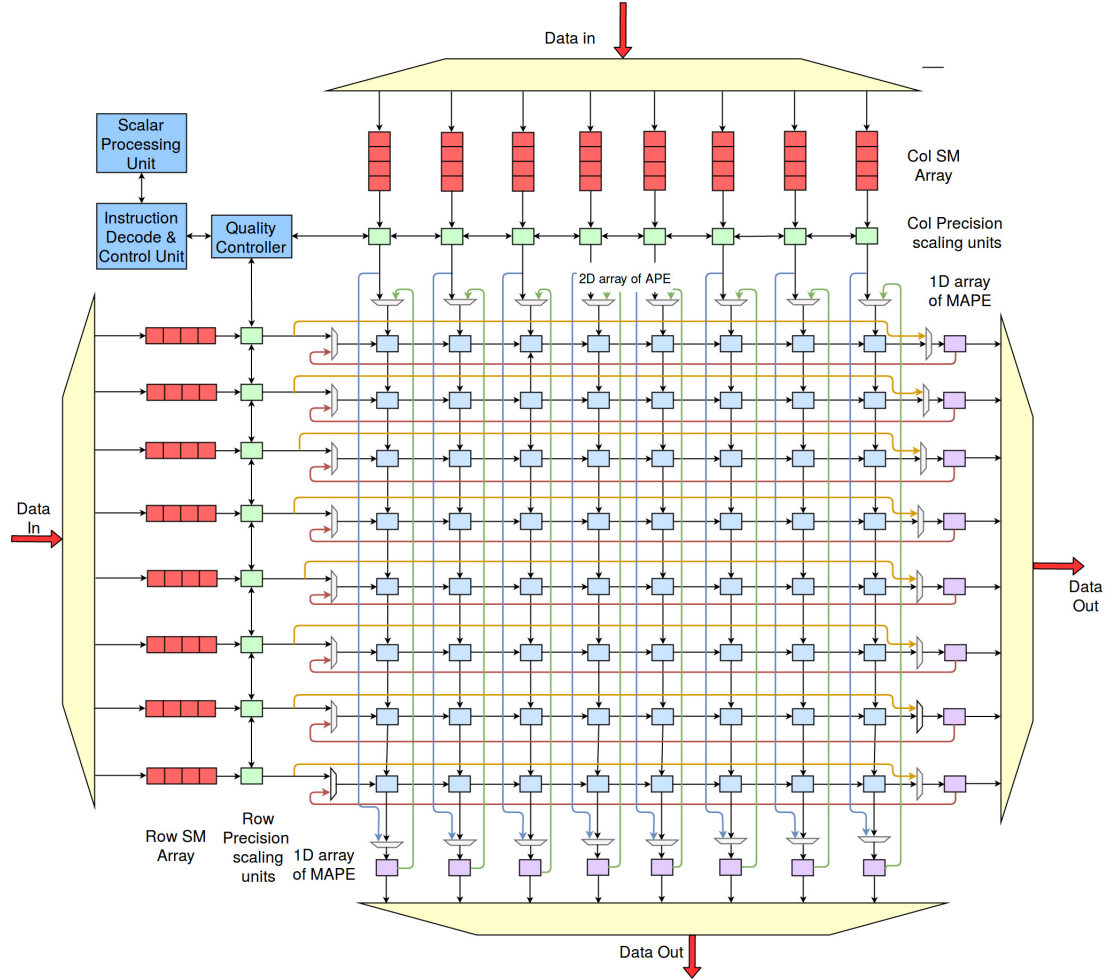 Data in
Scalar
Processing
Unit
Col SM
Array
Instruction
Decode &
Control Unit
Quality
Controller
Col Precision
scaling units
2D array of APE
1D array
of MAPE
Data
In
Data
Out
Row SM
Array
Row
Precision
scaling
units
1D array
of MAPE
Data Out